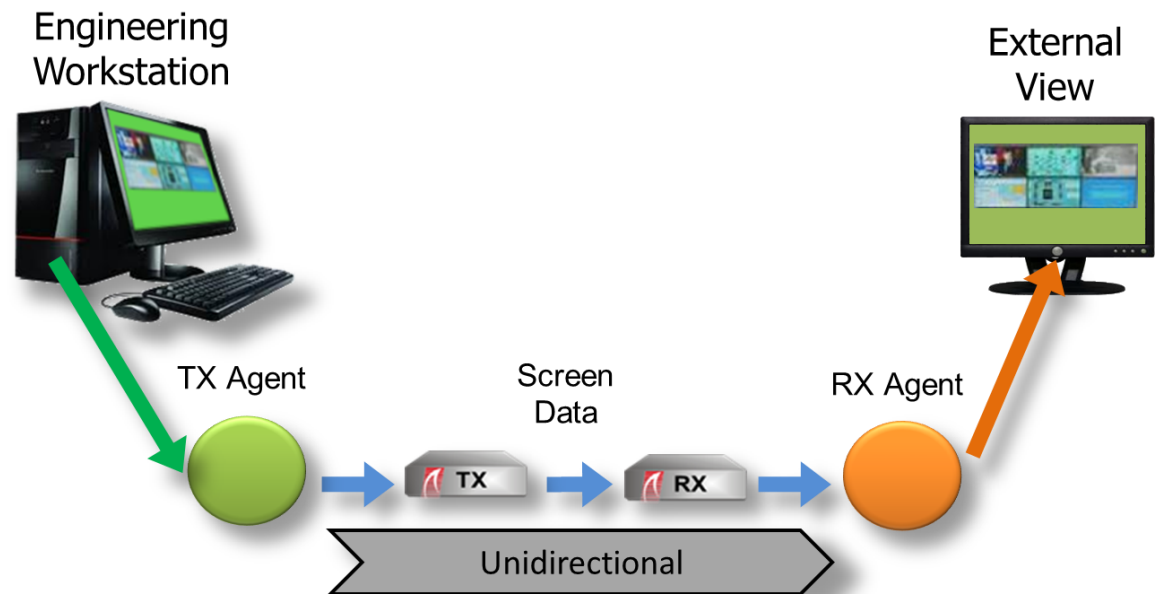 Engineering
Workstation
External
View
TX Agent
Screen
Data
RX Agent
TX
RX
Unidirectional